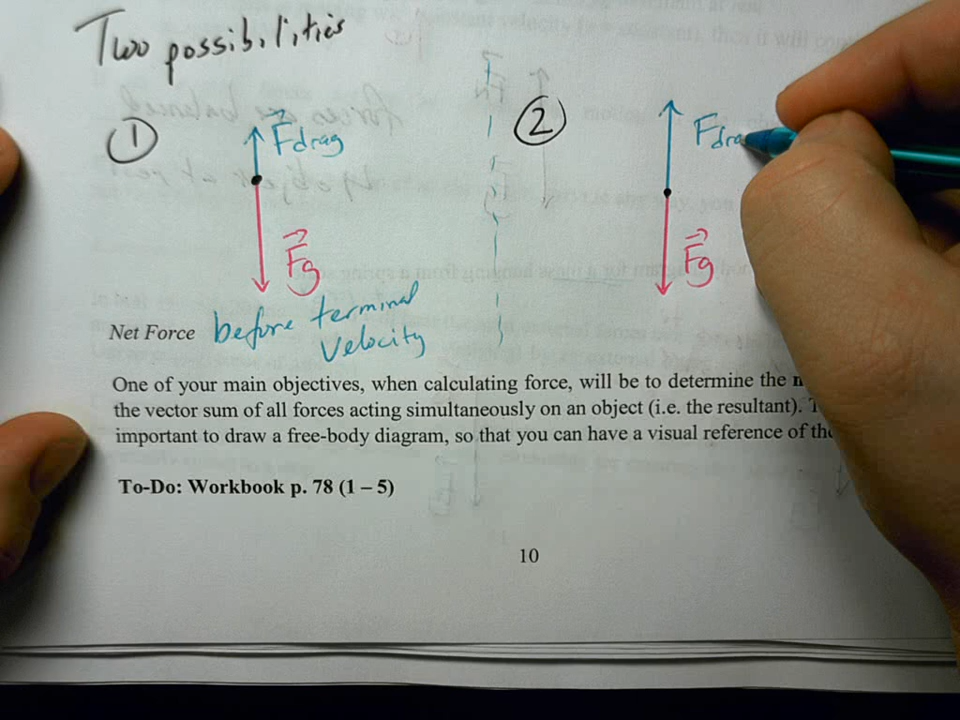 Two possibilities
① F drag
② Fdra
Fg
Fg
before terminal
velocity
Net Force
One of your main objectives, when calculating force, will be to determine the
the vector sum of all forces acting simultaneously on an object (i.e. the resultant).
important to draw a free-body diagram, so that you can have a visual reference of
To-Do: Workbook p. 78 (1 – 5)
10